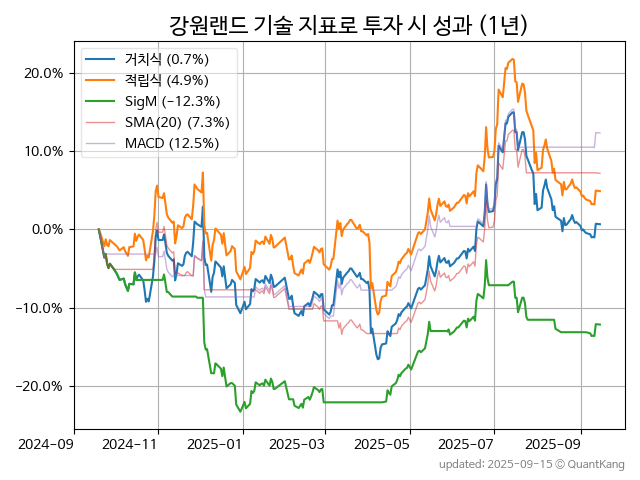 강원랜드 기술 지표로 투자 시 성과 (1년)
거치식 (0.7%)
적립식 (4.9%)
SigM (−12.3%)
SMA(20) (7.3%)
MACD (12.5%)
20.0%
10.0%
0.0%
−10.0%
−20.0%
2024-09 2024-11 2025-01 2025-03 2025-05 2025-07 2025-09
updated: 2025-09-15 © QuantKang